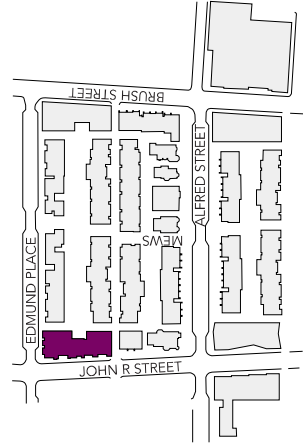 BRUSH STREET
ALFRED STREET
MEWS
EDMUND PLACE
JOHN R STREET